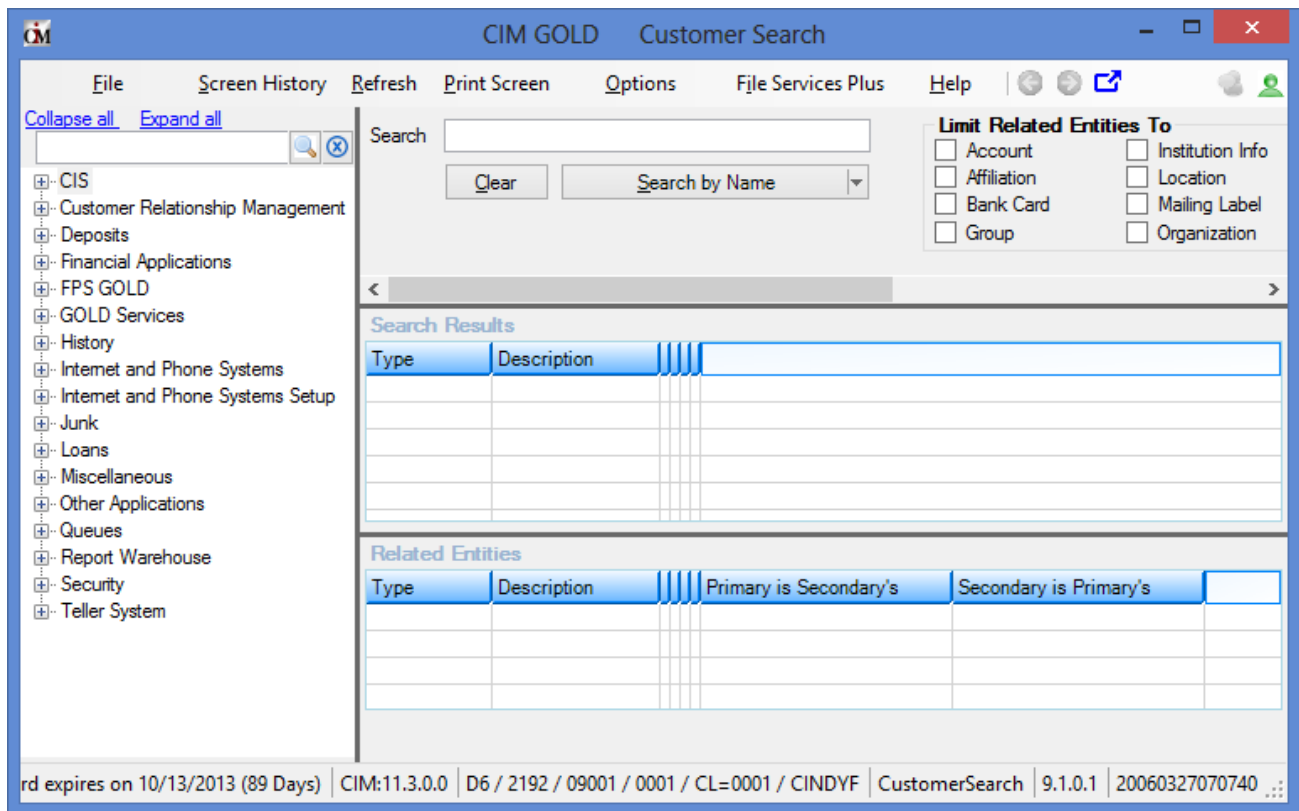 CIM GOLD Customer Search
File Screen History Refresh Print Screen Options File Services Plus Help
Collapse all Expand all
CIS
Customer Relationship Management
Deposits
Financial Applications
FPS GOLD
GOLD Services
History
Internet and Phone Systems
Internet and Phone Systems Setup
Junk
Loans
Miscellaneous
Other Applications
Queues
Report Warehouse
Security
Teller System
Search
Clear Search by Name
Limit Related Entities To
Account Institution Info
Affiliation Location
Bank Card Mailing Label
Group Organization
Search Results
Type Description
Related Entities
Type Description Primary is Secondary's Secondary is Primary's
rd expires on 10/13/2013 (89 Days) CIM:11.3.0.0 D6 / 2192 / 09001 / 0001 / CL=0001 / CINDYF CustomerSearch 9.1.0.1 20060327070740